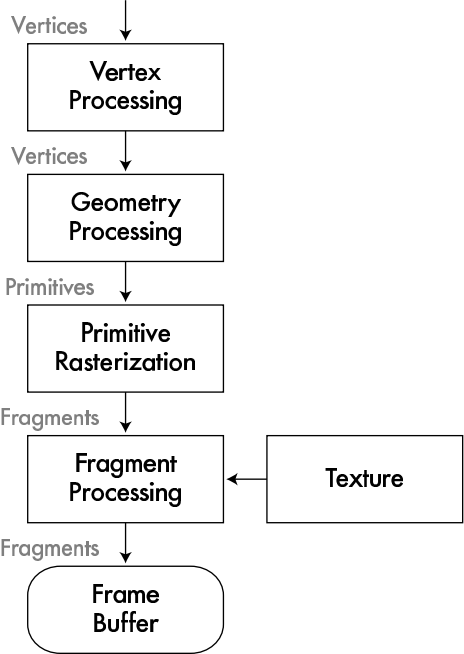 Vertices
Vertex
Processing
Vertices
Geometry
Processing
Primitives
Primitive
Rasterization
Fragments
Fragment
Processing
Texture
Fragments
Frame
Buffer